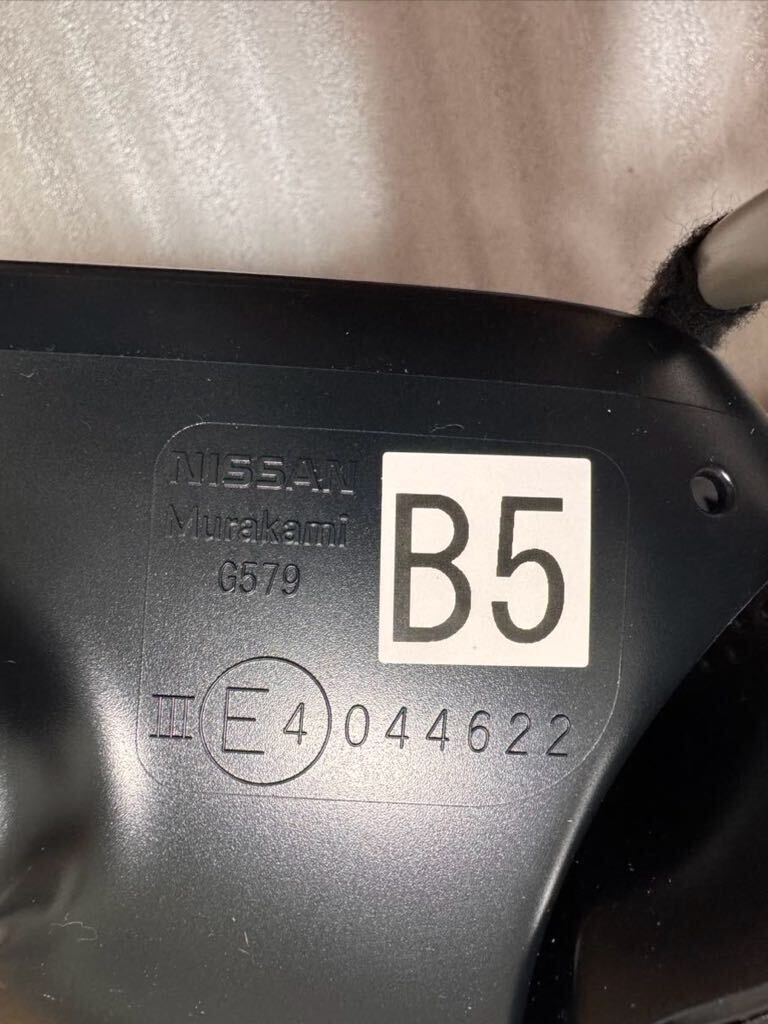 NISSAN
Murakami
G579
B5
III E4 044622